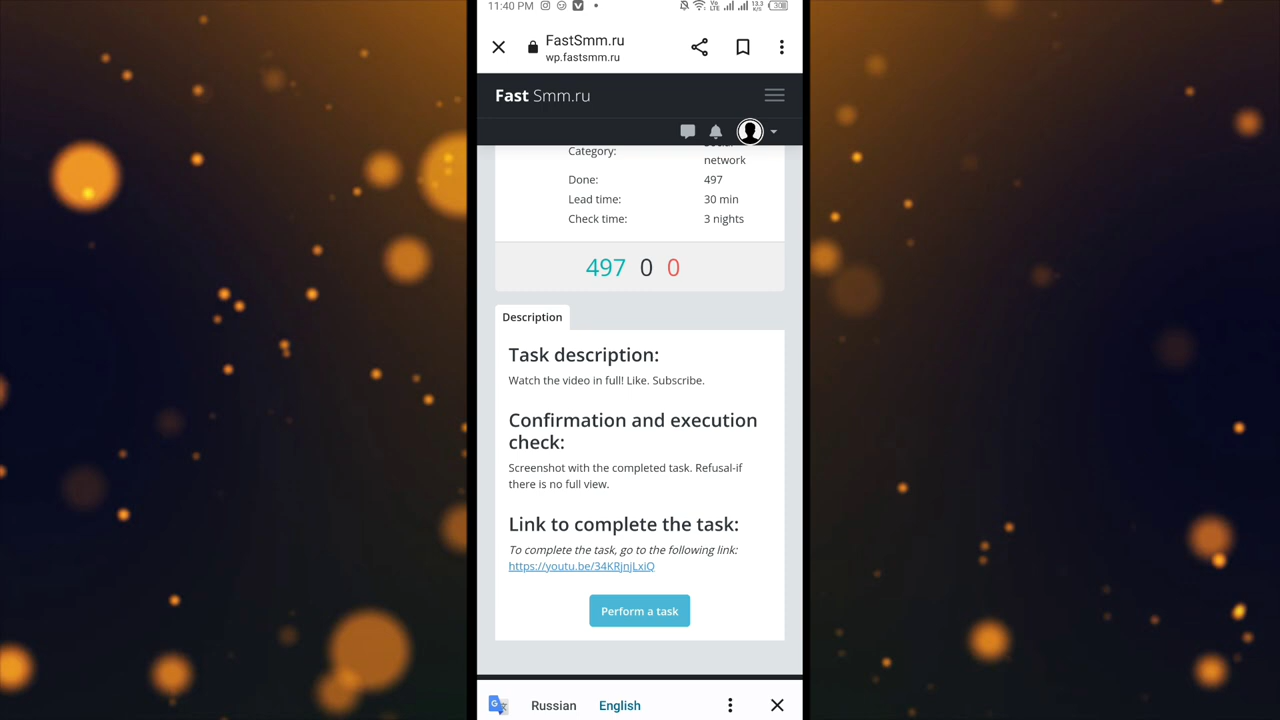 11:40 PM
FastSmm.ru
wp.fastsmm.ru
Fast Smm.ru
Category:
network
Done: 497
Lead time: 30 min
Check time: 3 nights
497 0 0
Description
Task description:
Watch the video in full! Like. Subscribe.
Confirmation and execution
check:
Screenshot with the completed task. Refusal-if
there is no full view.
Link to complete the task:
To complete the task, go to the following link:
https://youtu.be/34KRjnjLxiQ
Perform a task
Russian English